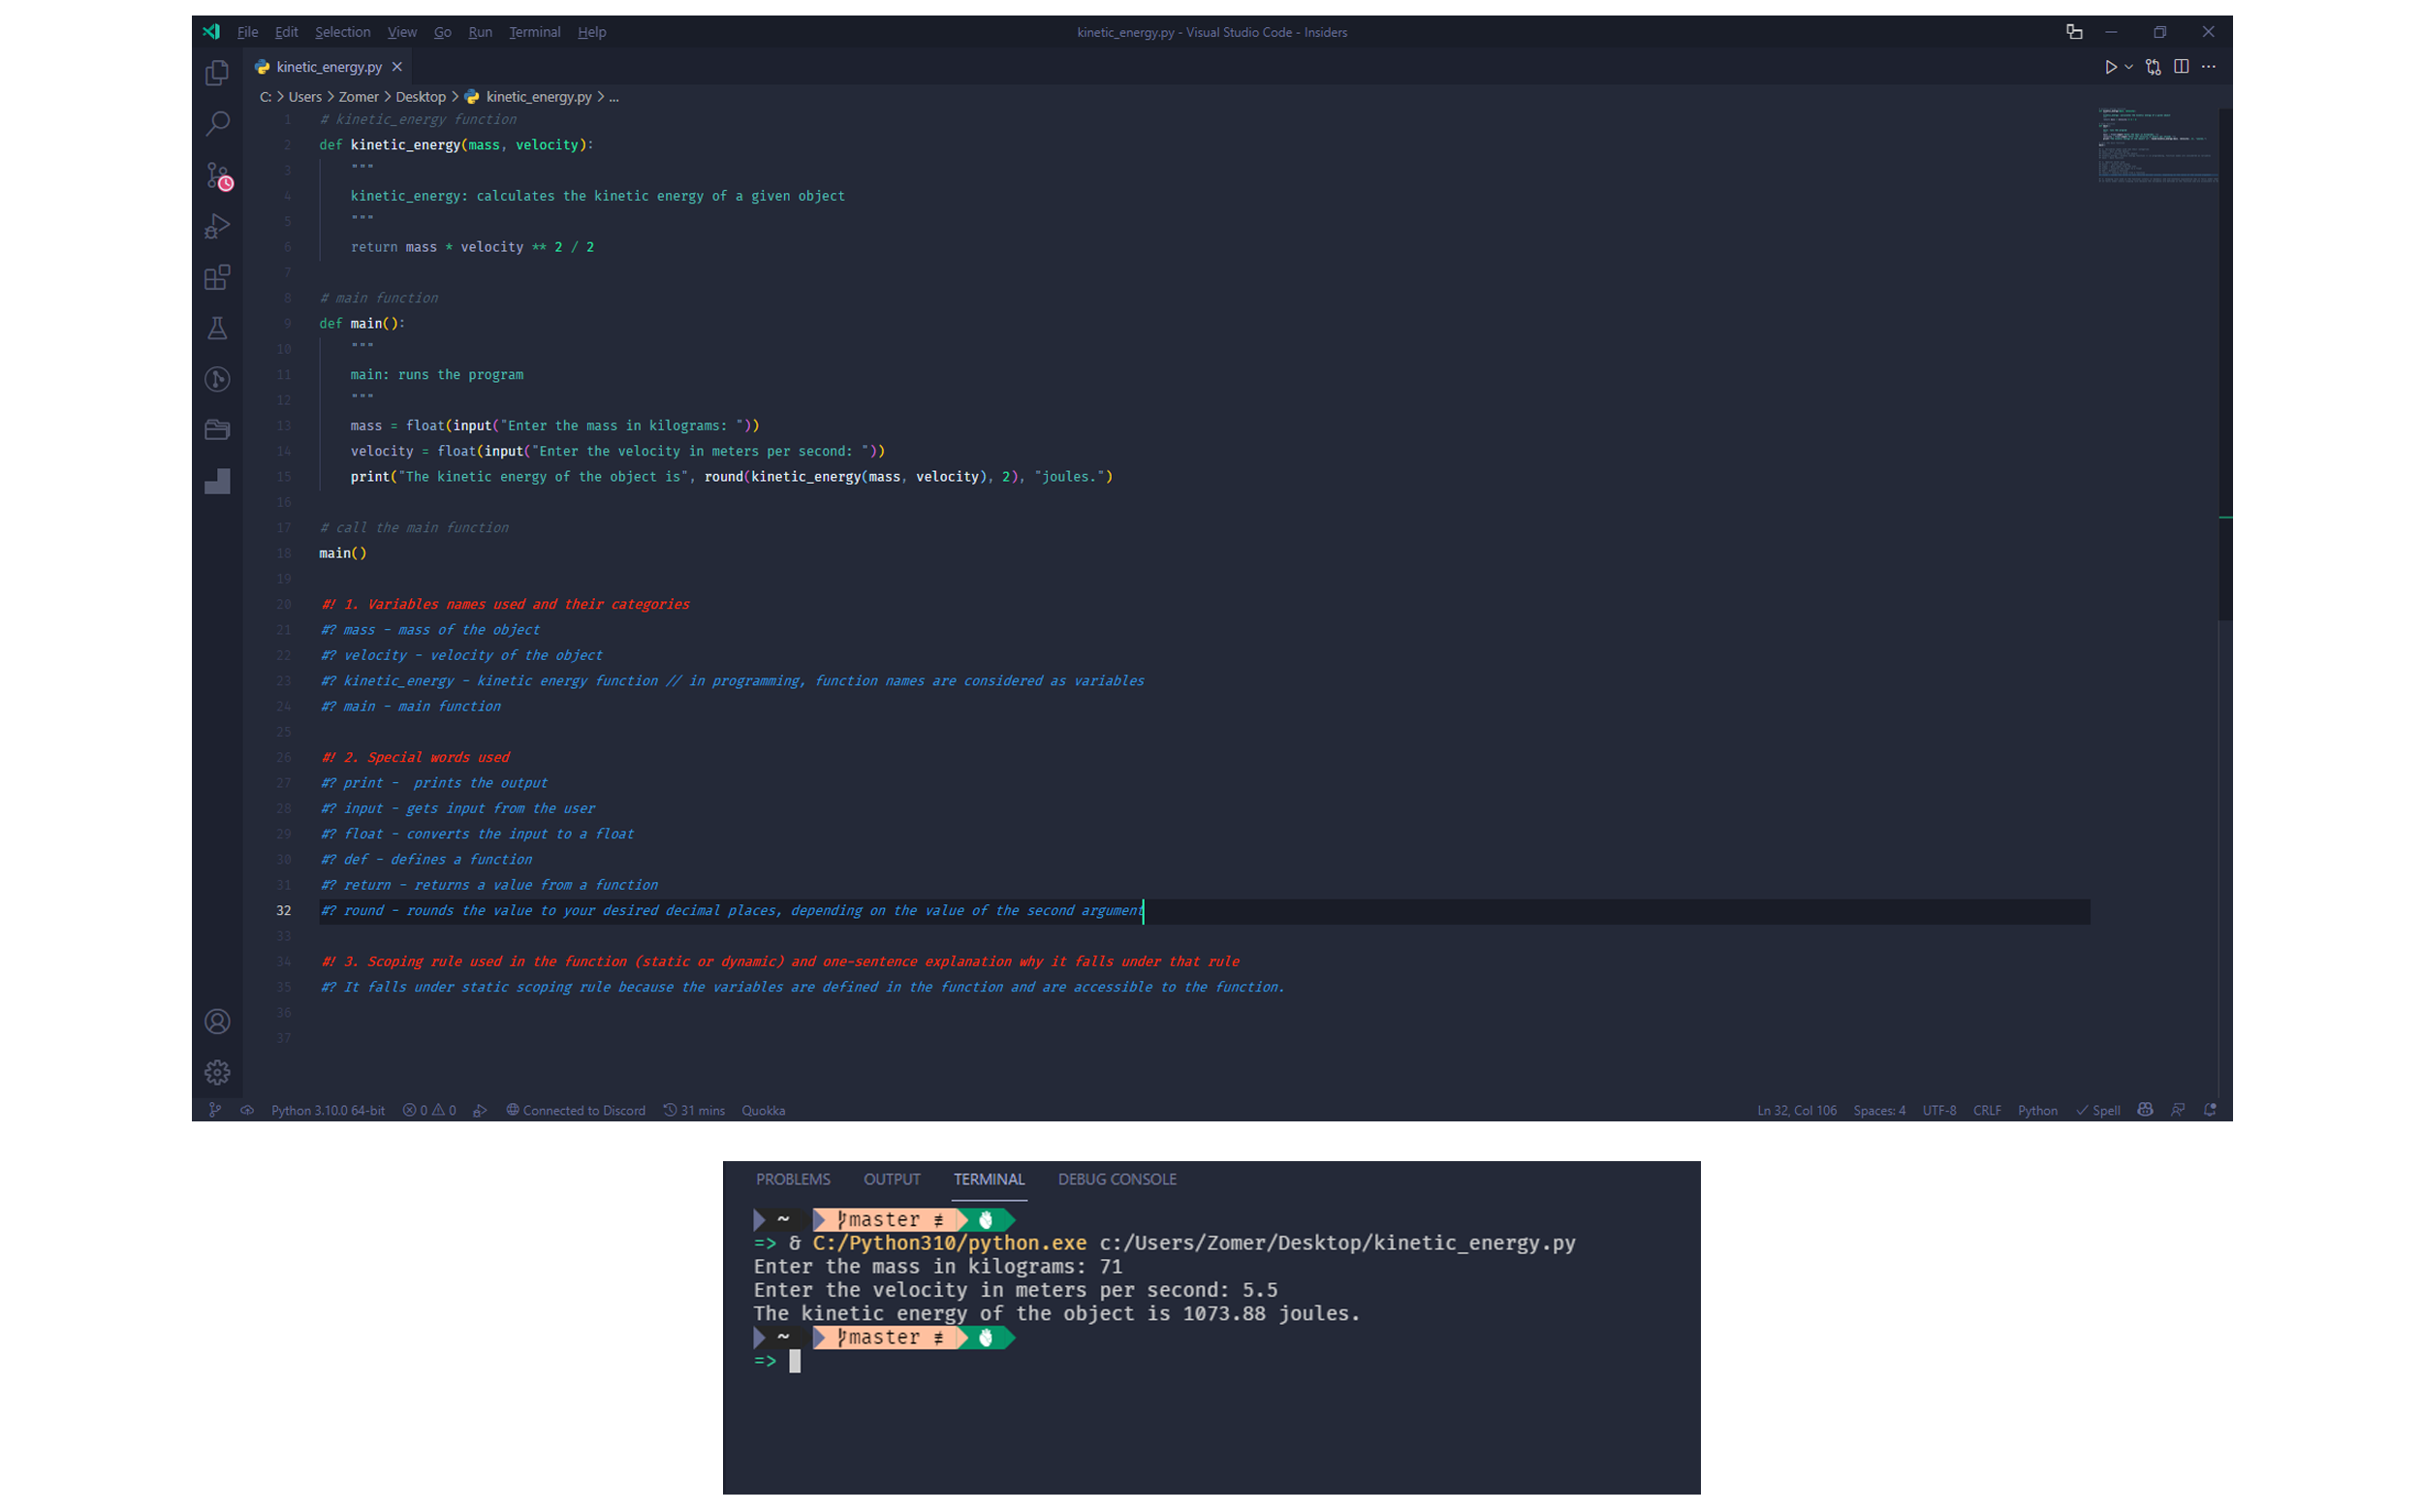 File Edit Selection View Go Run Terminal Help kinetic_energy.py - Visual Studio Code - Insiders
kinetic_energy.py
C: > Users > Zomer > Desktop > kinetic_energy.py > ...
1 # kinetic_energy function
2 def kinetic_energy(mass, velocity):
3     """
4     kinetic_energy: calculates the kinetic energy of a given object
5     """
6     return mass * velocity ** 2 / 2
7
8 # main function
9 def main():
10     """
11     main: runs the program
12     """
13     mass = float(input("Enter the mass in kilograms: "))
14     velocity = float(input("Enter the velocity in meters per second: "))
15     print("The kinetic energy of the object is", round(kinetic_energy(mass, velocity), 2), "joules.")
16
17 # call the main function
18 main()
19
20 #! 1. Variables names used and their categories
21 #? mass - mass of the object
22 #? velocity - velocity of the object
23 #? kinetic_energy - kinetic energy function // in programming, function names are considered as variables
24 #? main - main function
25
26 #! 2. Special words used
27 #? print -  prints the output
28 #? input - gets input from the user
29 #? float - converts the input to a float
30 #? def - defines a function
31 #? return - returns a value from a function
32 #? round - rounds the value to your desired decimal places, depending on the value of the second argument
33
34 #! 3. Scoping rule used in the function (static or dynamic) and one-sentence explanation why it falls under that rule
35 #? It falls under static scoping rule because the variables are defined in the function and are accessible to the function.
36
37
Python 3.10.0 64-bit 0 0 Connected to Discord 31 mins Quokka Ln 32, Col 106 Spaces: 4 UTF-8 CRLF Python Spell
PROBLEMS OUTPUT TERMINAL DEBUG CONSOLE
~ master ≢
=> & C:/Python310/python.exe c:/Users/Zomer/Desktop/kinetic_energy.py
Enter the mass in kilograms: 71
Enter the velocity in meters per second: 5.5
The kinetic energy of the object is 1073.88 joules.
~ master ≢
=>